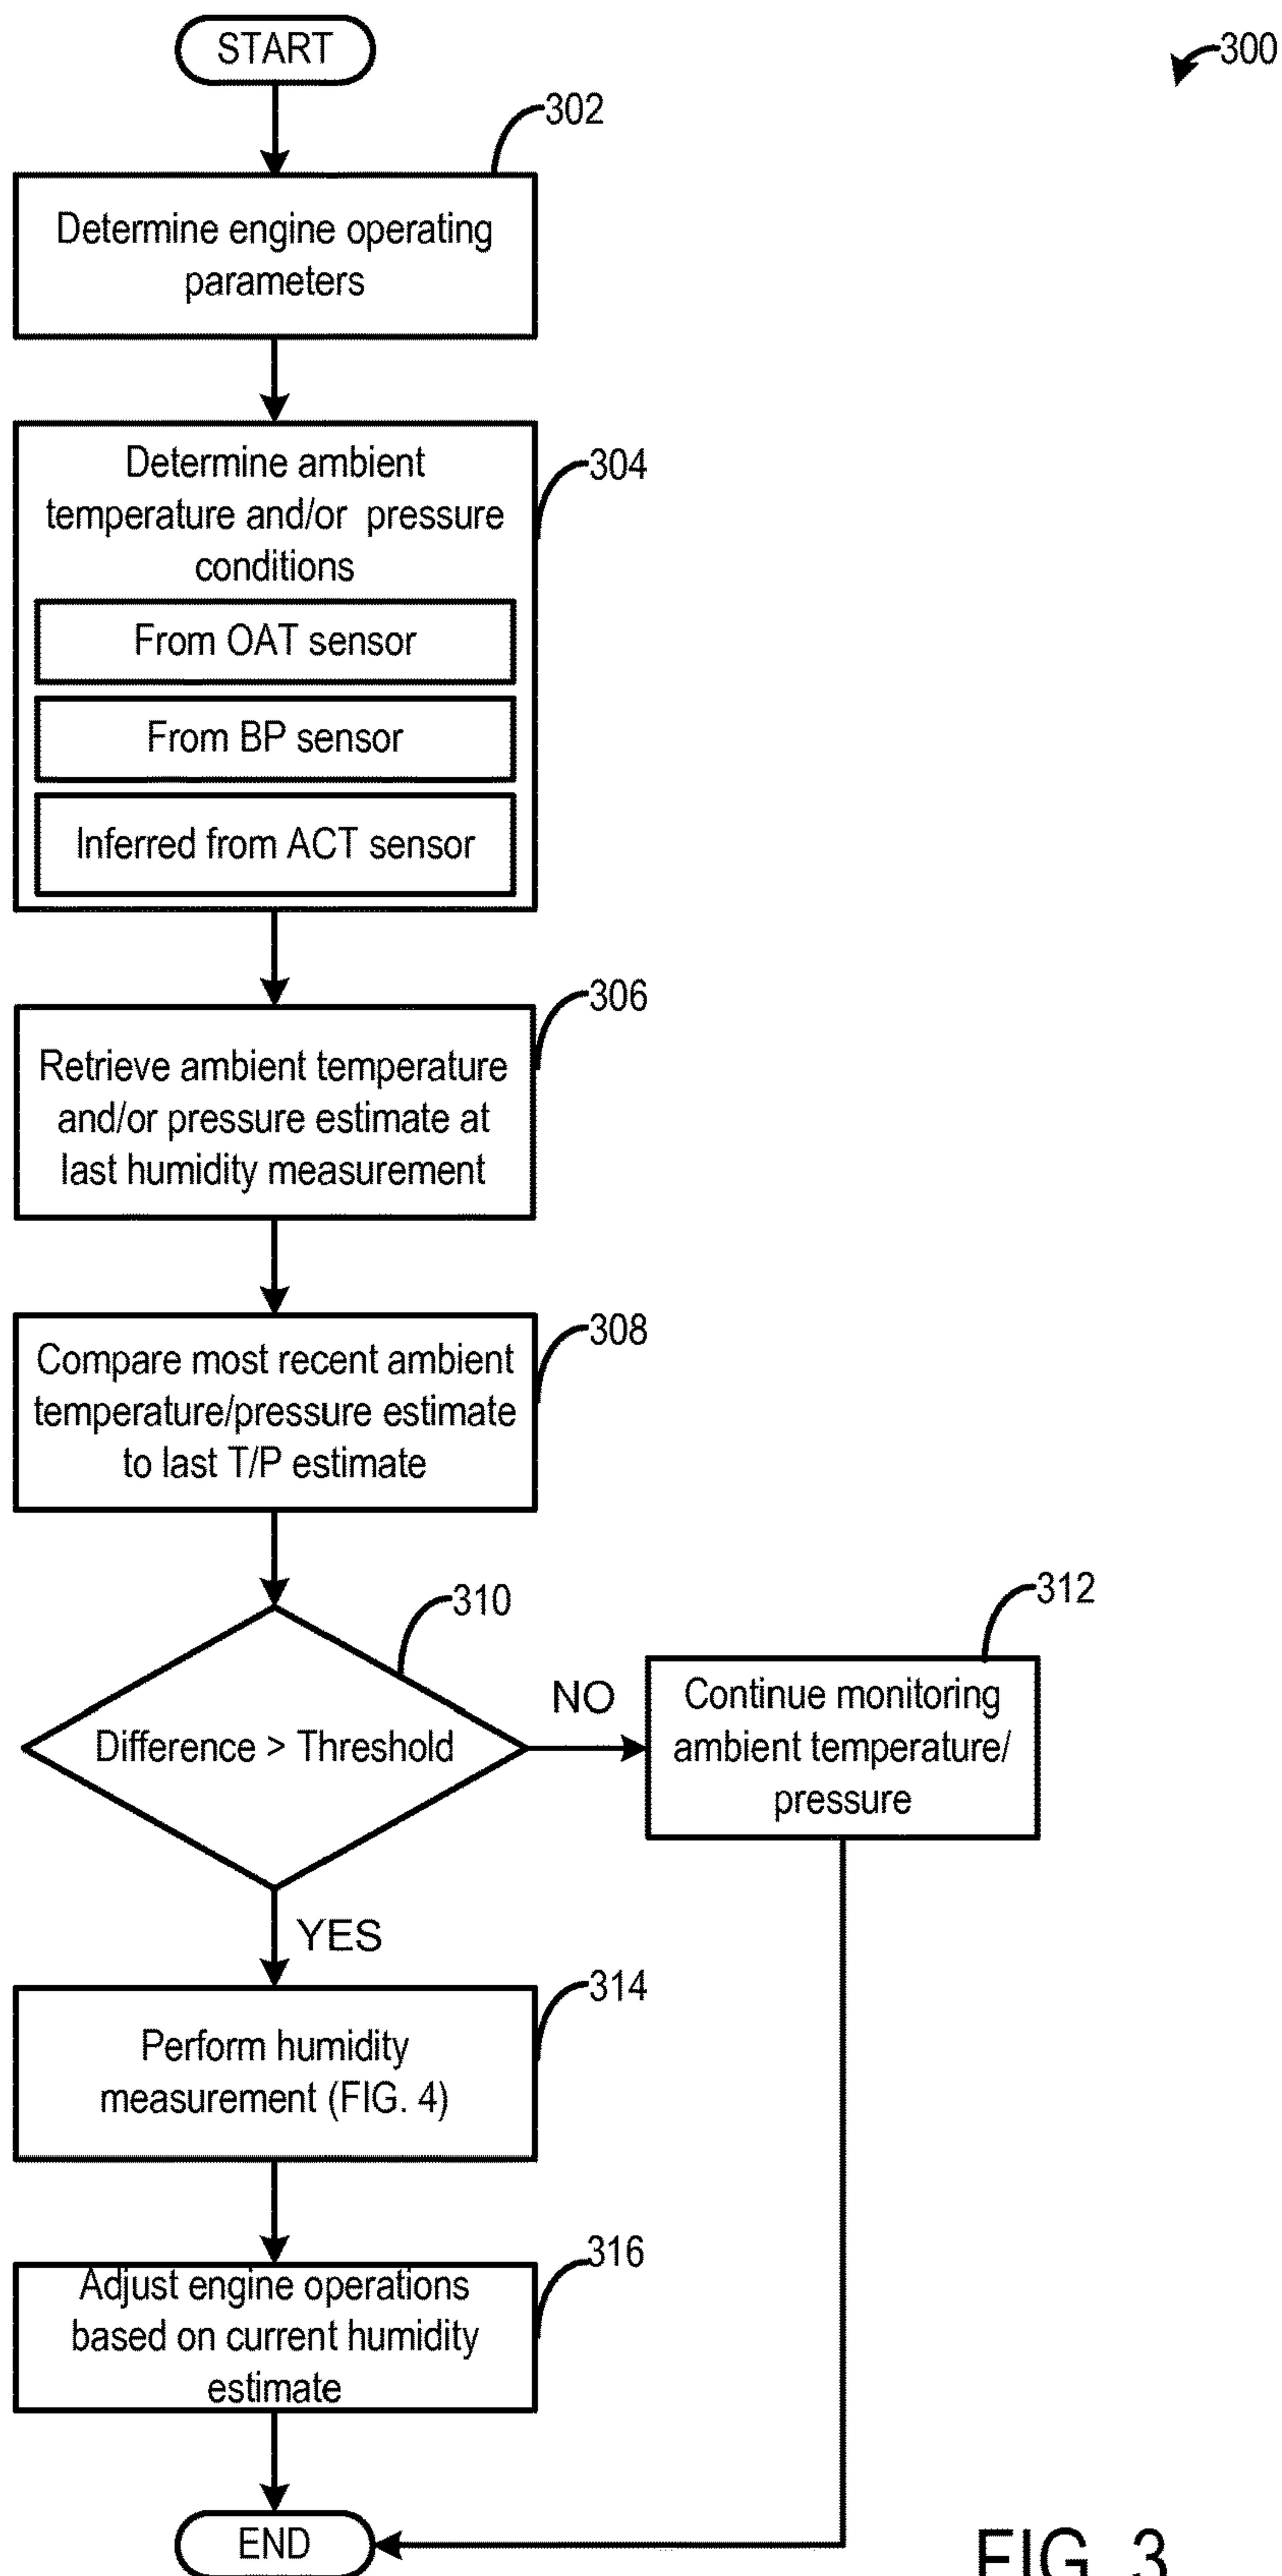 START
300
302
Determine engine operating
parameters
Determine ambient
temperature and/or pressure
conditions
304
From OAT sensor
From BP sensor
Inferred from ACT sensor
306
Retrieve ambient temperature
and/or pressure estimate at
last humidity measurement
308
Compare most recent ambient
temperature/pressure estimate
to last T/P estimate
310
Difference > Threshold
NO
312
Continue monitoring
ambient temperature/
pressure
YES
314
Perform humidity
measurement (FIG. 4)
316
Adjust engine operations
based on current humidity
estimate
END
FIG. 3